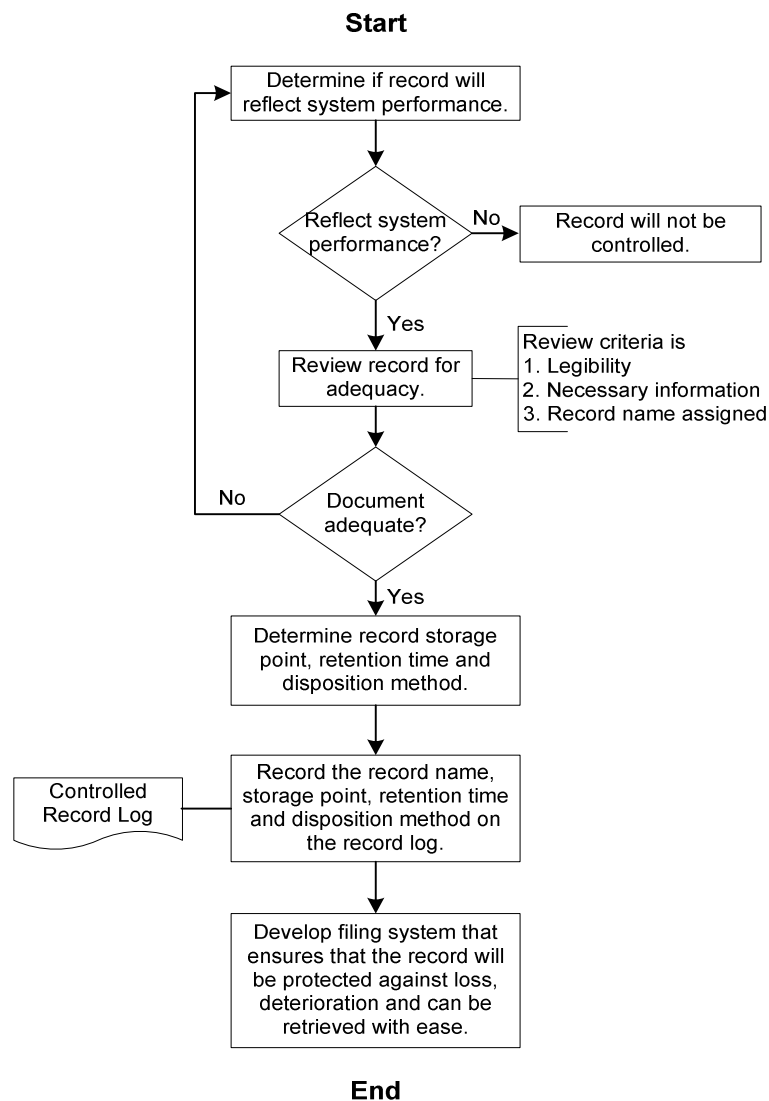 Start
Determine if record will
reflect system performance.
Reflect system
performance?
No
Record will not be
controlled.
Yes
Review record for
adequacy.
Review criteria is
1. Legibility
2. Necessary information
3. Record name assigned
Document
adequate?
No
Yes
Determine record storage
point, retention time and
disposition method.
Controlled
Record Log
Record the record name,
storage point, retention time
and disposition method on
the record log.
Develop filing system that
ensures that the record will
be protected against loss,
deterioration and can be
retrieved with ease.
End